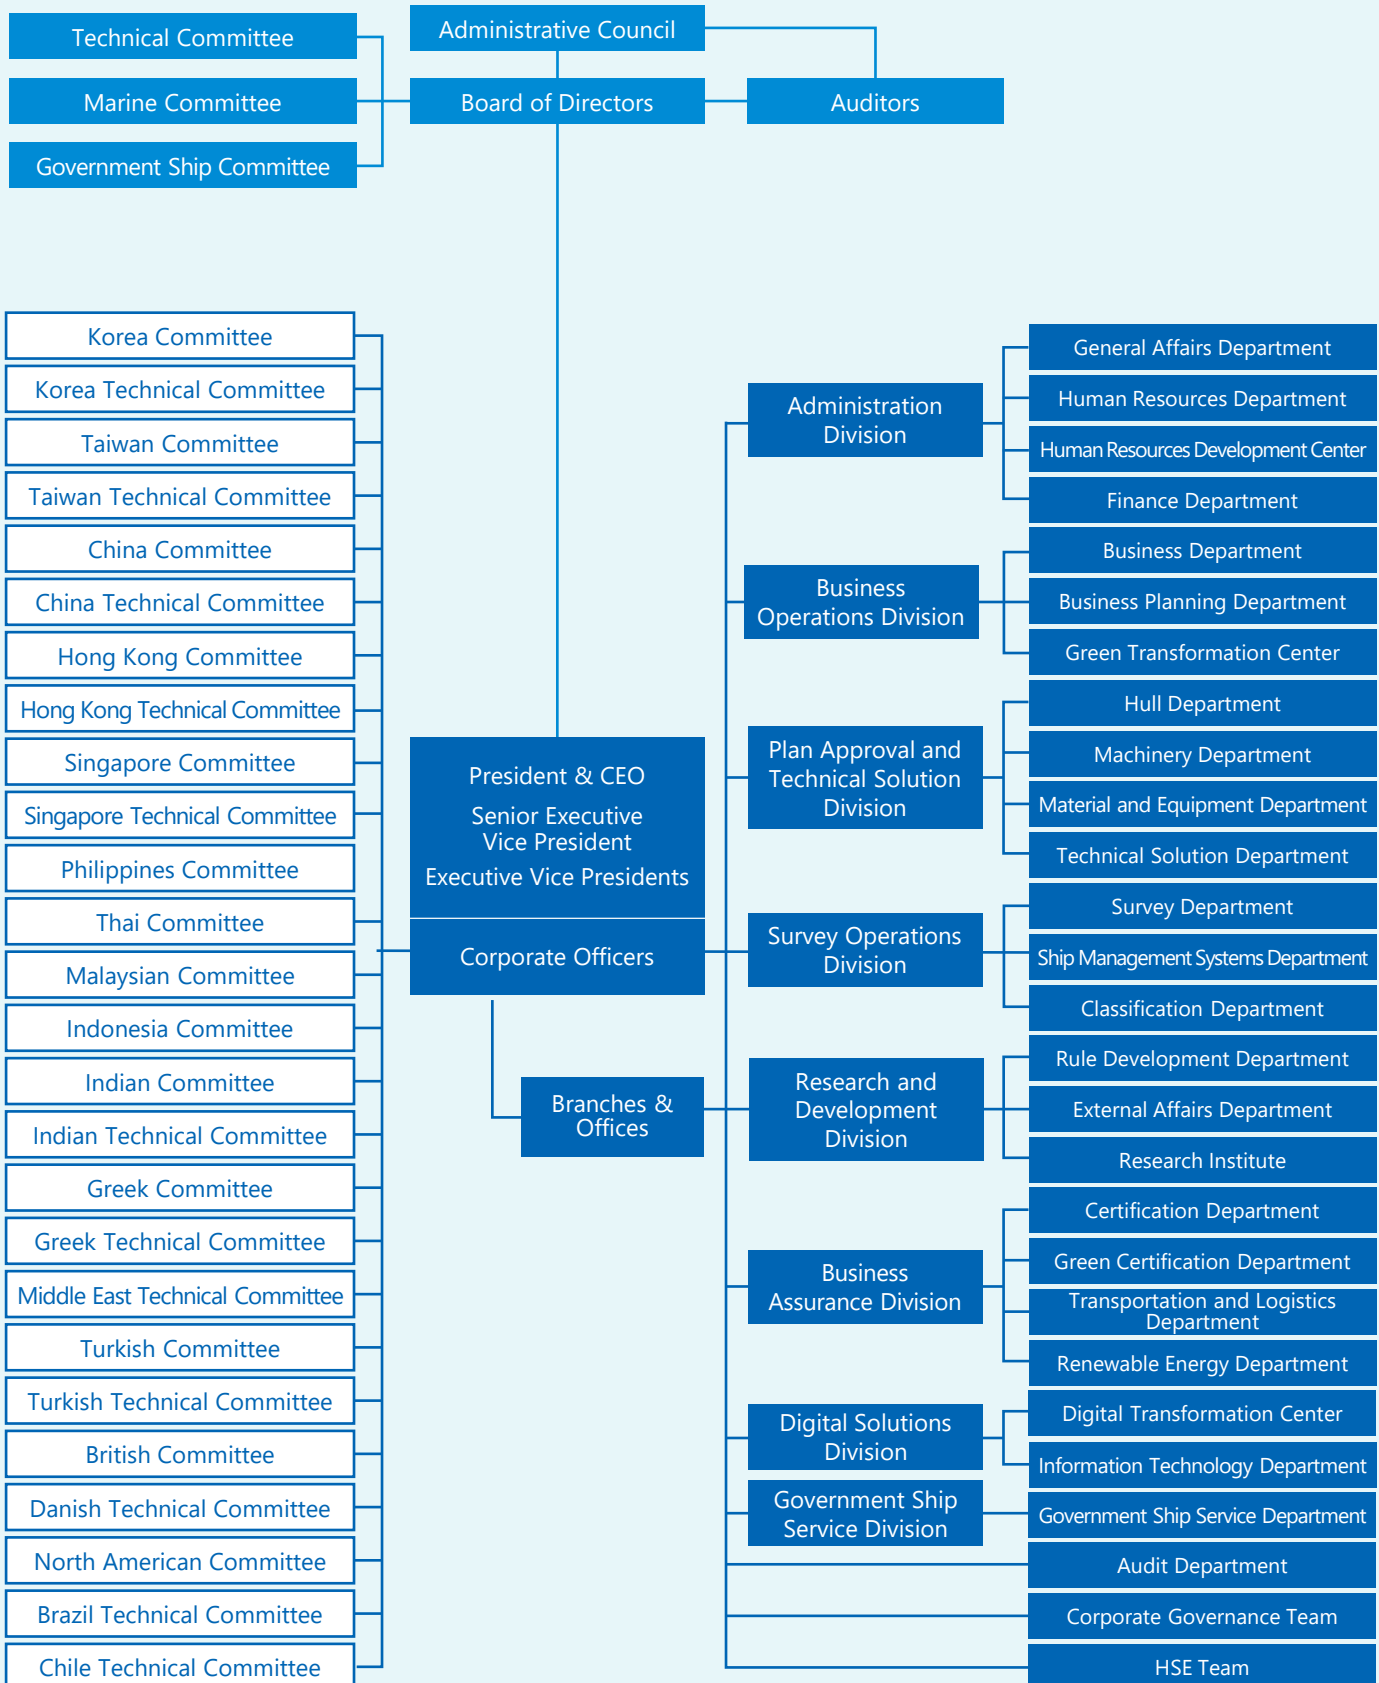 Technical Committee
Marine Committee
Government Ship Committee
Administrative Council
Board of Directors
Auditors
Korea Committee
Korea Technical Committee
Taiwan Committee
Taiwan Technical Committee
China Committee
China Technical Committee
Hong Kong Committee
Hong Kong Technical Committee
Singapore Committee
Singapore Technical Committee
Philippines Committee
Thai Committee
Malaysian Committee
Indonesia Committee
Indian Committee
Indian Technical Committee
Greek Committee
Greek Technical Committee
Middle East Technical Committee
Turkish Committee
Turkish Technical Committee
British Committee
Danish Technical Committee
North American Committee
Brazil Technical Committee
Chile Technical Committee
President & CEO
Senior Executive
Vice President
Executive Vice Presidents
Corporate Officers
Branches &
Offices
Administration
Division
Business
Operations Division
Plan Approval and
Technical Solution
Division
Survey Operations
Division
Research and
Development
Division
Business
Assurance Division
Digital Solutions
Division
Government Ship
Service Division
General Affairs Department
Human Resources Department
Human Resources Development Center
Finance Department
Business Department
Business Planning Department
Green Transformation Center
Hull Department
Machinery Department
Material and Equipment Department
Technical Solution Department
Survey Department
Ship Management Systems Department
Classification Department
Rule Development Department
External Affairs Department
Research Institute
Certification Department
Green Certification Department
Transportation and Logistics
Department
Renewable Energy Department
Digital Transformation Center
Information Technology Department
Government Ship Service Department
Audit Department
Corporate Governance Team
HSE Team